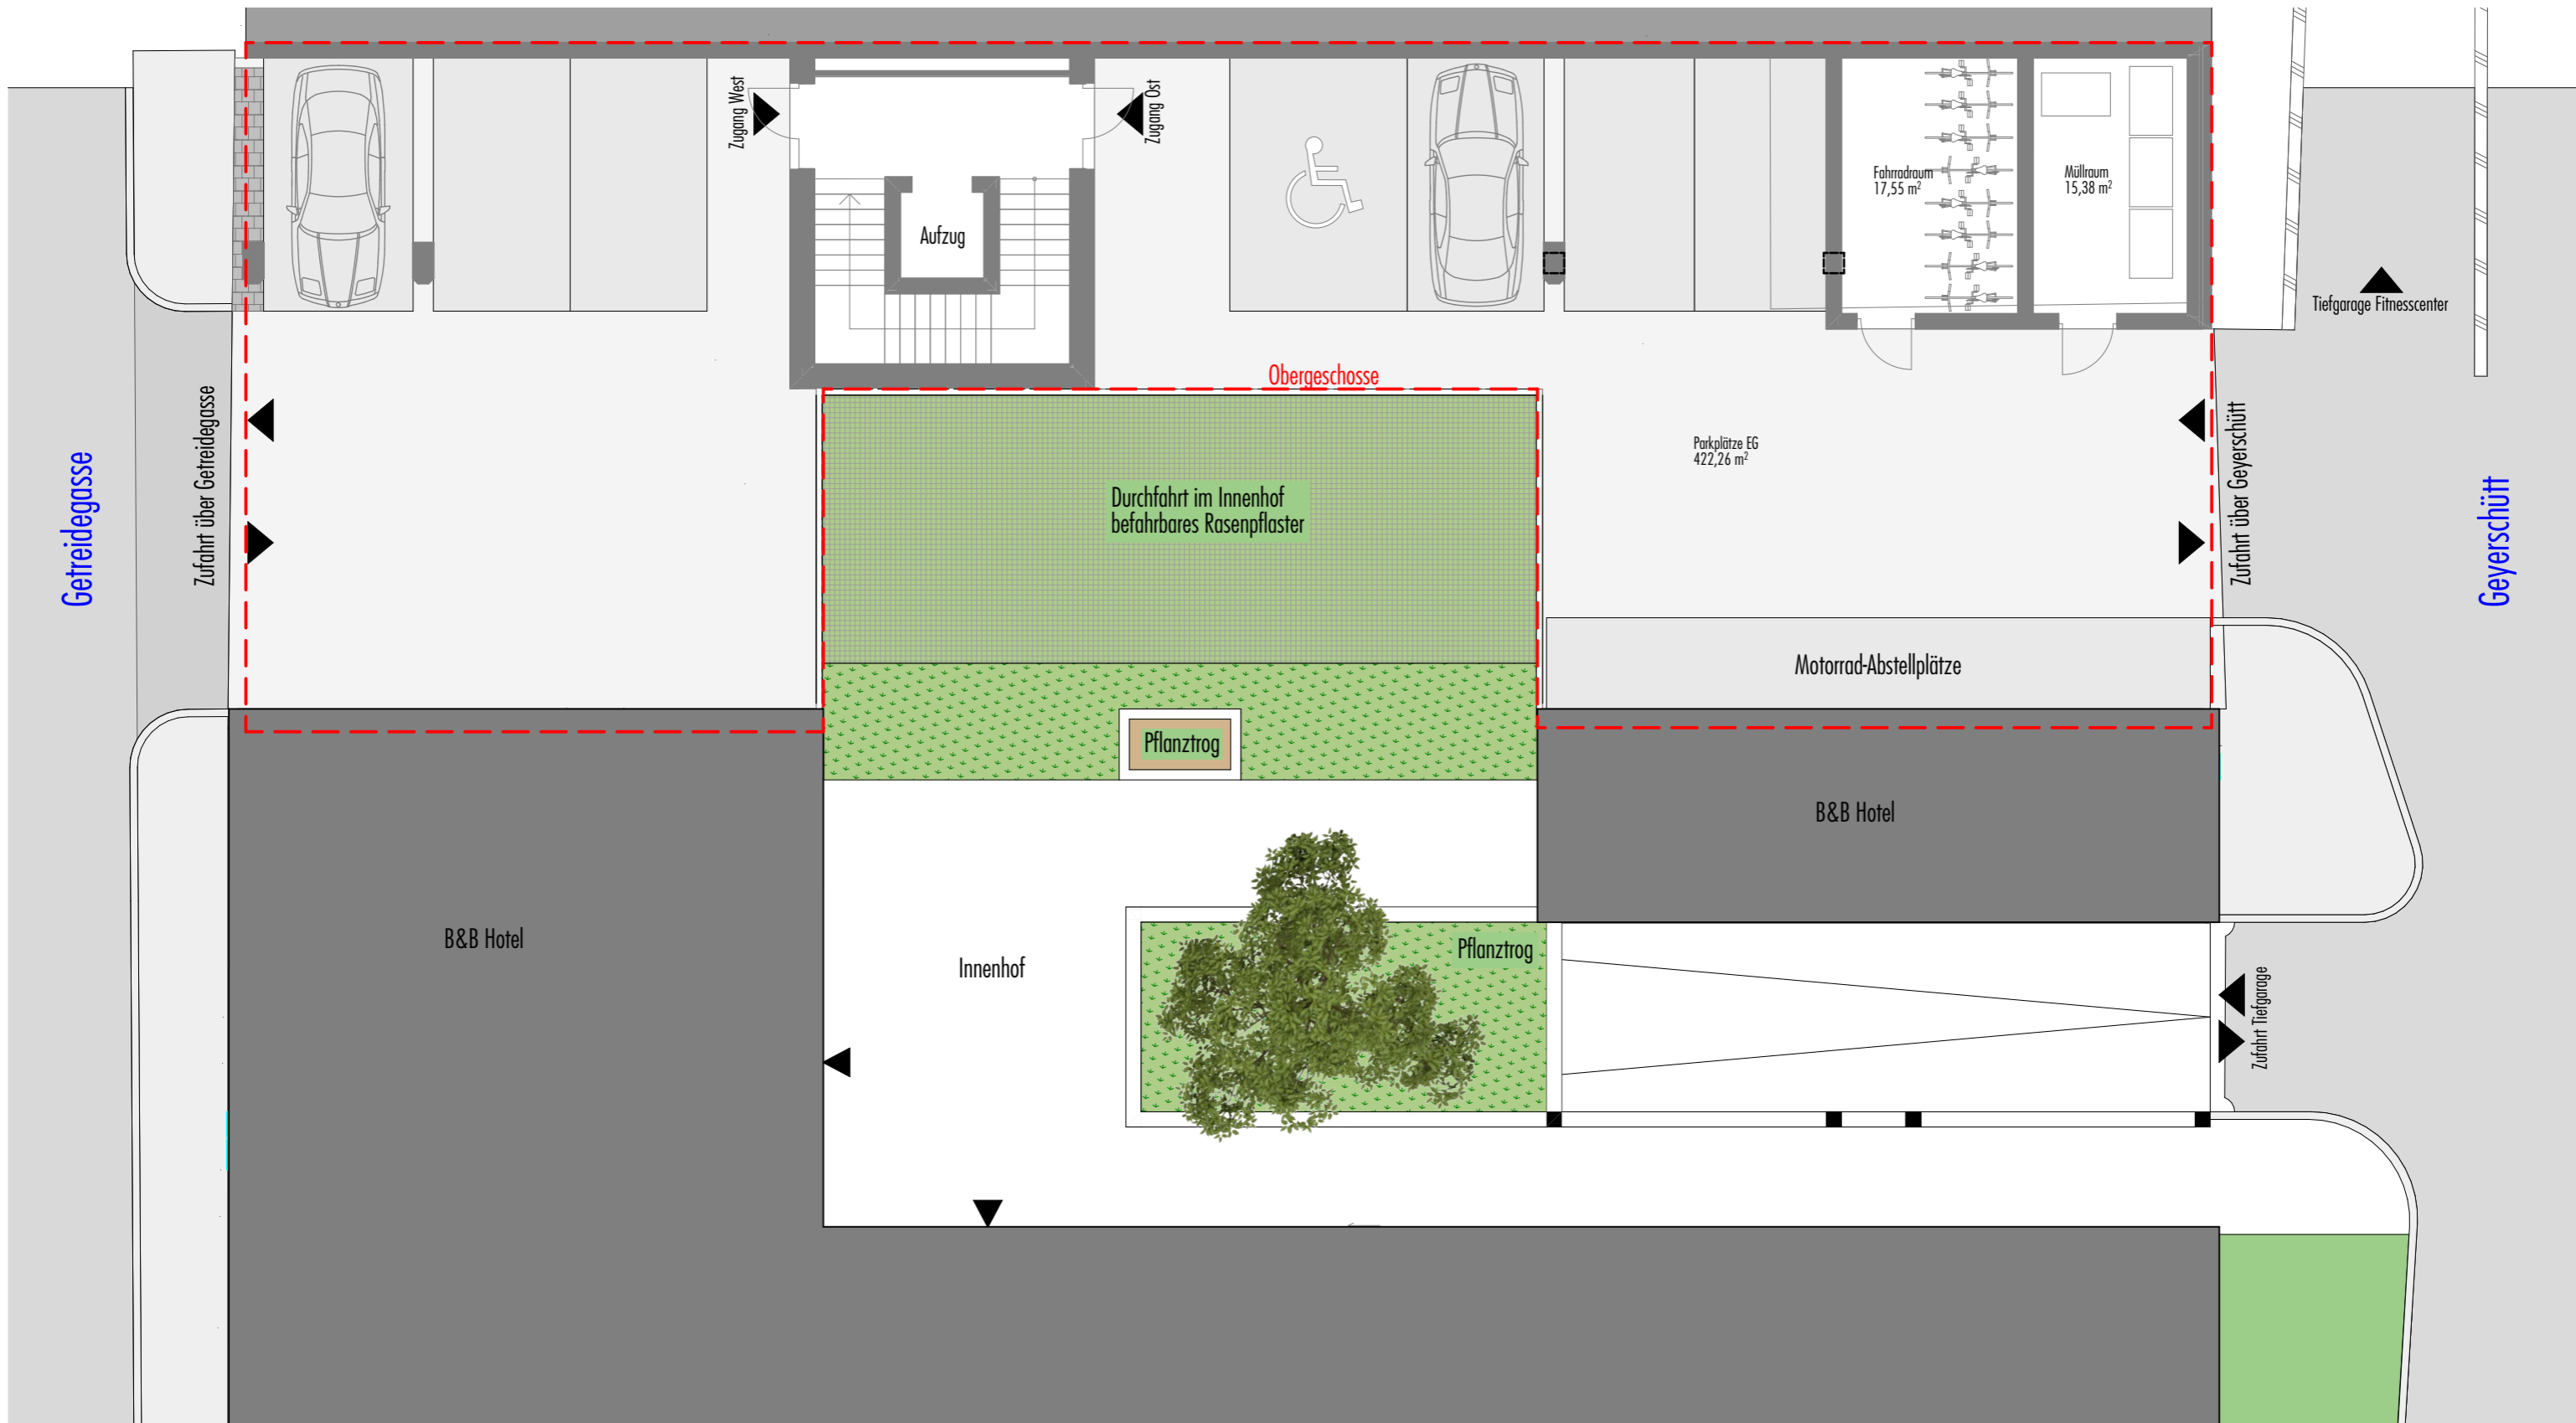 Zugang West
Zugang Ost
Aufzug
Fahrradraum
17,55 m²
Müllraum
15,38 m²
Tiefgarage Fitnesscenter
Obergeschosse
Getreidegasse
Zufahrt über Getreidegasse
Durchfahrt im Innenhof
befahrbares Rasenpflaster
Parkplätze EG
422,26 m²
Zufahrt über Geyerschütt
Geyerschütt
Motorrad-Abstellplätze
Pflanztrog
B&B Hotel
B&B Hotel
Innenhof
Pflanztrog
Zufahrt Tiefgarage